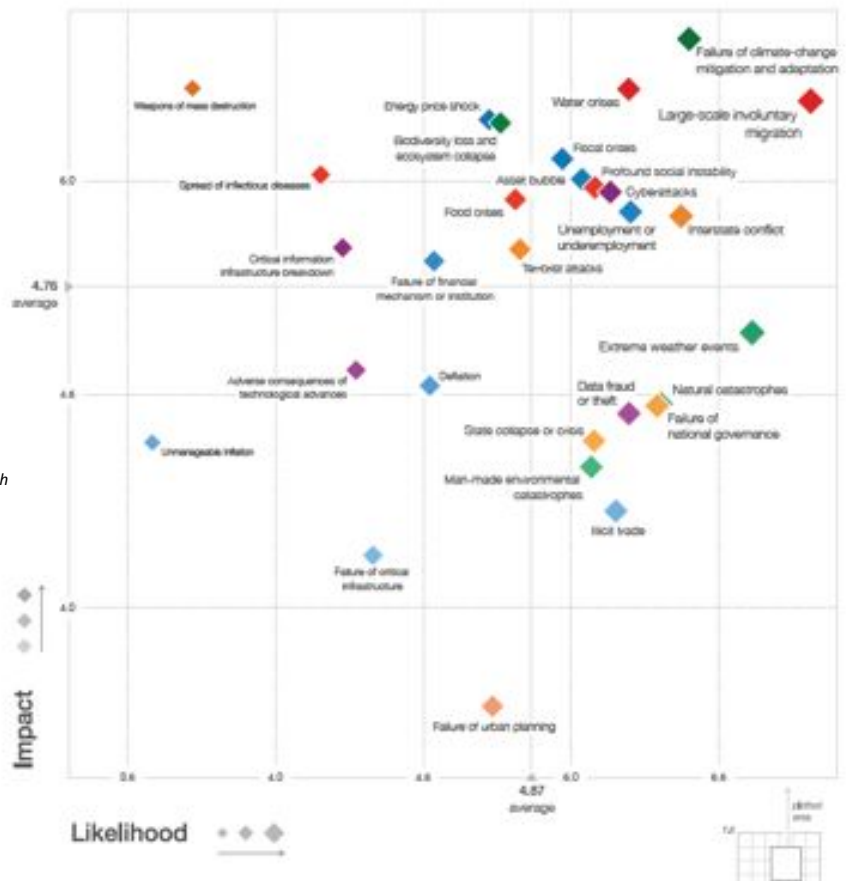 Failure of climate-change
mitigation and adaptation
Weapons of mass destruction
Energy price shock
Water crises
Large-scale involuntary
migration
Biodiversity loss and
ecosystem collapse
Fiscal crises
Asset bubble
Profound social instability
Spread of infectious diseases
Cyberattacks
Food crises
Unemployment or
underemployment
Interstate conflict
Critical information
infrastructure breakdown
Terrorist attacks
Failure of financial
mechanism or institution
4.76
average
Extreme weather events
Adverse consequences of
technological advances
Deflation
Data fraud
or theft
Natural catastrophes
Failure of
national governance
State collapse or crisis
Unmanageable inflation
Man-made environmental
catastrophes
h
Illicit trade
Failure of critical
infrastructure
4.0
Impact
Failure of urban planning
4.0
4.87
average
Likelihood
plotted
area